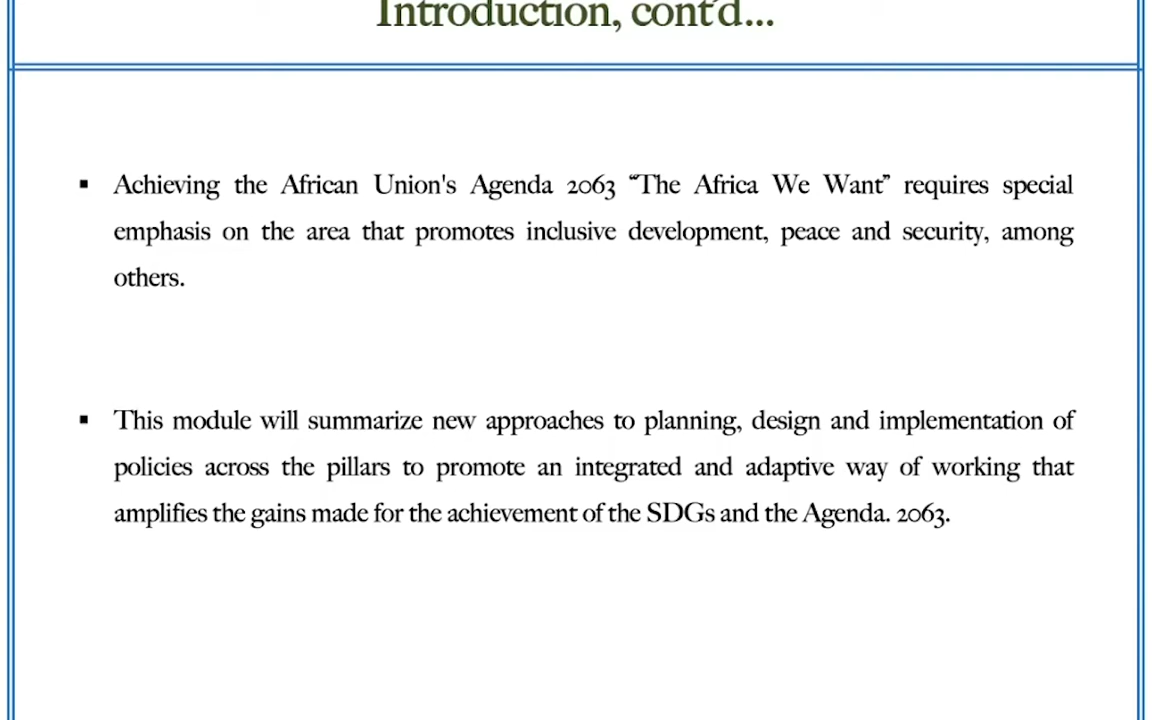 Introduction, cont'd...
▪ Achieving the African Union's Agenda 2063 “The Africa We Want” requires special
emphasis on the area that promotes inclusive development, peace and security, among
others.
▪ This module will summarize new approaches to planning, design and implementation of
policies across the pillars to promote an integrated and adaptive way of working that
amplifies the gains made for the achievement of the SDGs and the Agenda. 2063.